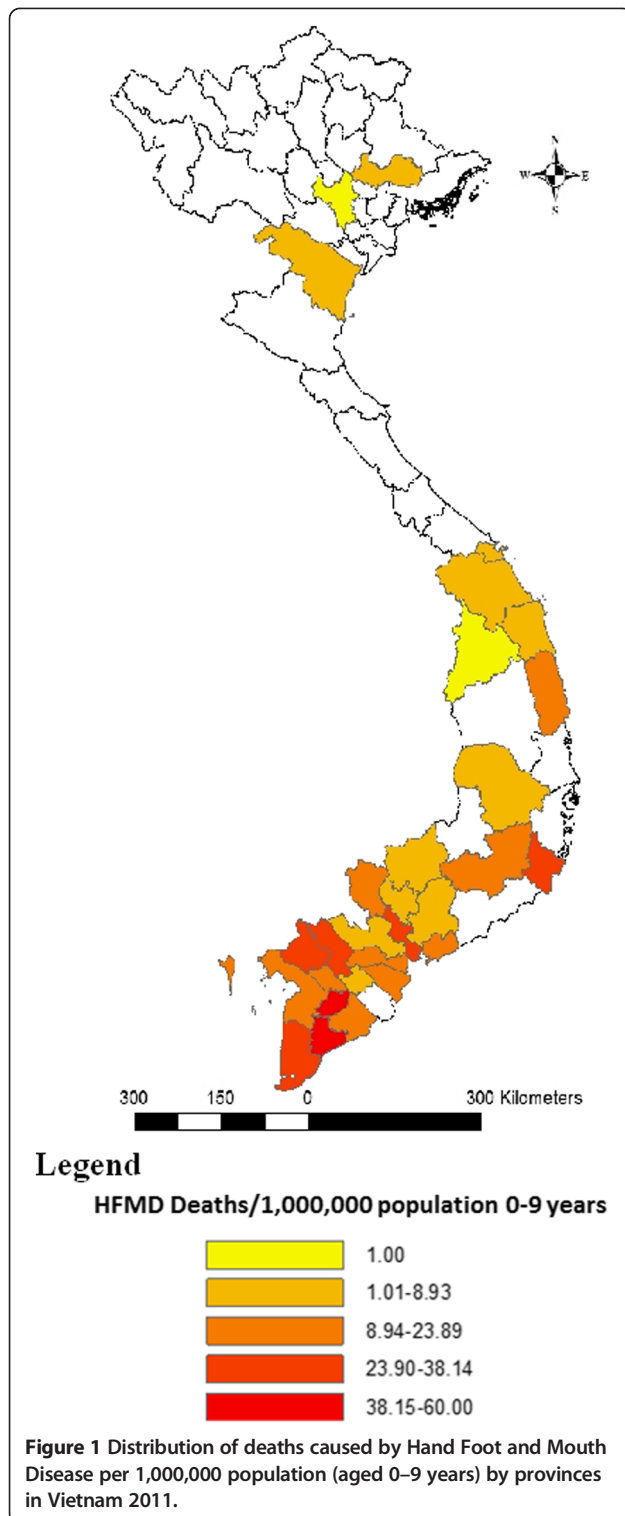 N
W E
S
300 150 0 300 Kilometers
Legend
HFMD Deaths/1,000,000 population 0-9 years
1.00
1.01-8.93
8.94-23.89
23.90-38.14
38.15-60.00
Figure 1 Distribution of deaths caused by Hand Foot and Mouth
Disease per 1,000,000 population (aged 0–9 years) by provinces
in Vietnam 2011.